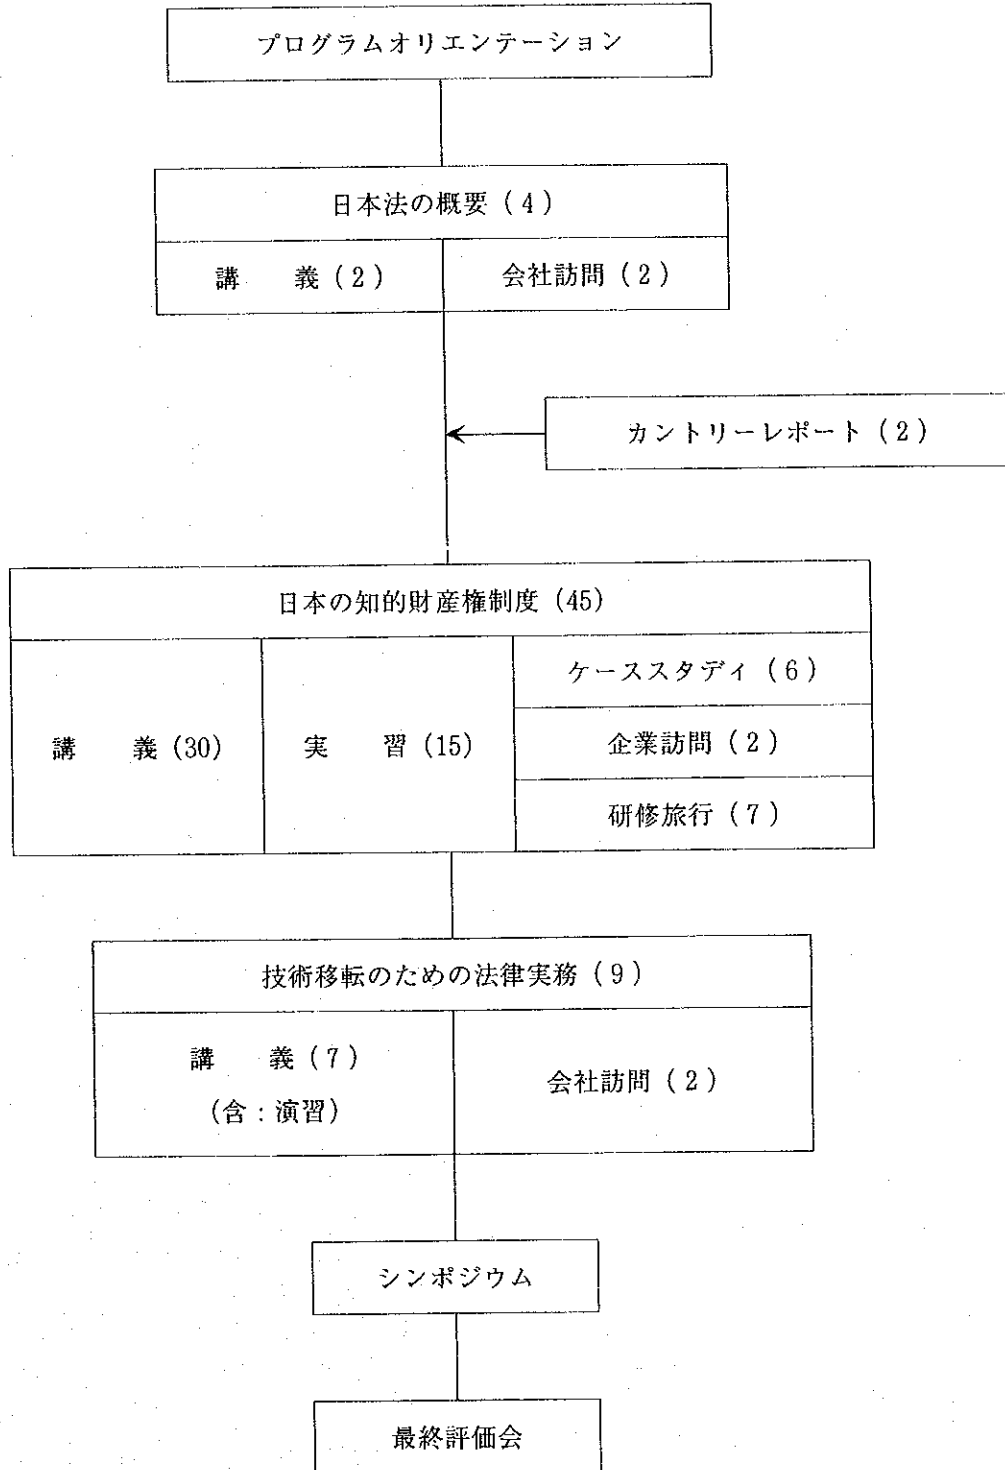 プログラムオリエンテーション
日本法の概要 (4)
講　　義 (2)
会社訪問 (2)
カントリーレポート (2)
日本の知的財産権制度 (45)
講　　義 (30)
実　　習 (15)
ケーススタディ (6)
企業訪問 (2)
研修旅行 (7)
技術移転のための法律実務 (9)
講　　義 (7)
(含：演習)
会社訪問 (2)
シンポジウム
最終評価会